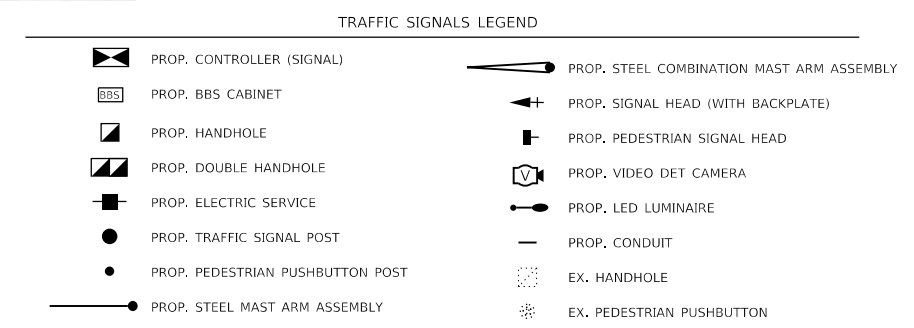 TRAFFIC SIGNALS LEGEND
PROP. CONTROLLER (SIGNAL)
BBS PROP. BBS CABINET
PROP. HANDHOLE
PROP. DOUBLE HANDHOLE
PROP. ELECTRIC SERVICE
PROP. TRAFFIC SIGNAL POST
PROP. PEDESTRIAN PUSHBUTTON POST
PROP. STEEL MAST ARM ASSEMBLY
PROP. STEEL COMBINATION MAST ARM ASSEMBLY
PROP. SIGNAL HEAD (WITH BACKPLATE)
PROP. PEDESTRIAN SIGNAL HEAD
V PROP. VIDEO DET CAMERA
PROP. LED LUMINAIRE
PROP. CONDUIT
EX. HANDHOLE
EX. PEDESTRIAN PUSHBUTTON